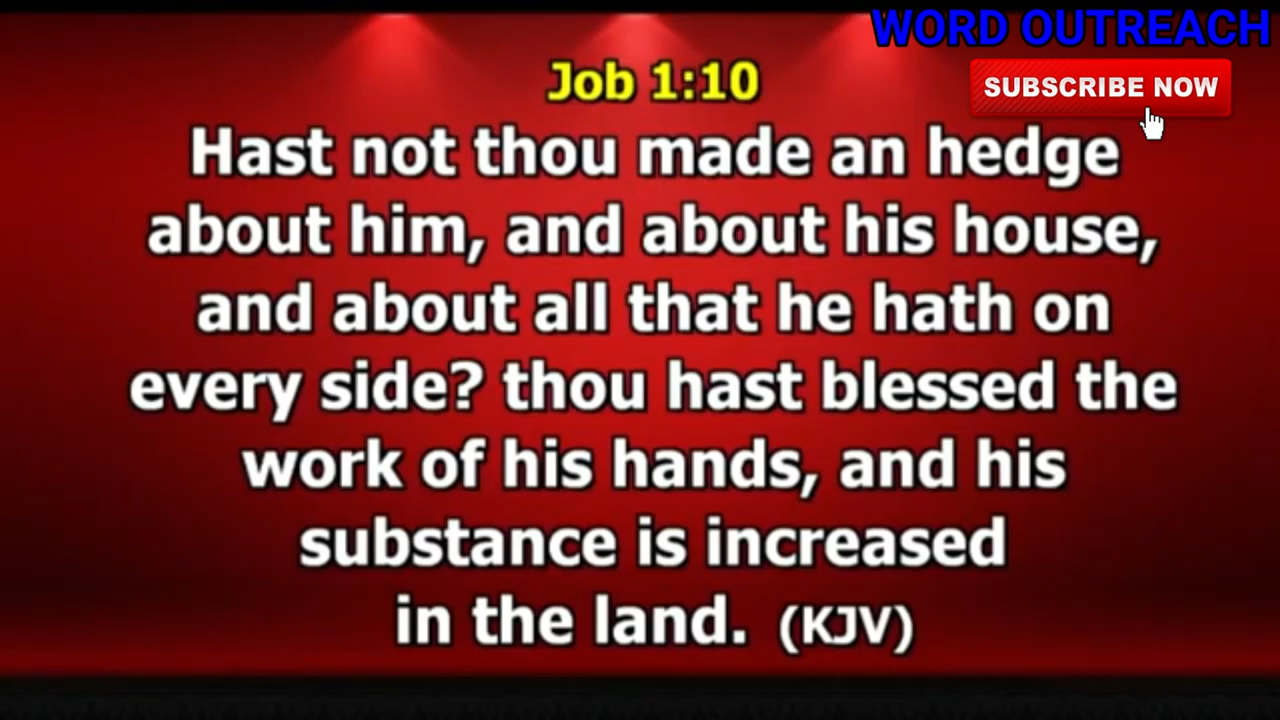 WORD OUTREACH
SUBSCRIBE NOW
Job 1:10
Hast not thou made an hedge
about him, and about his house,
and about all that he hath on
every side? thou hast blessed the
work of his hands, and his
substance is increased
in the land. (KJV)